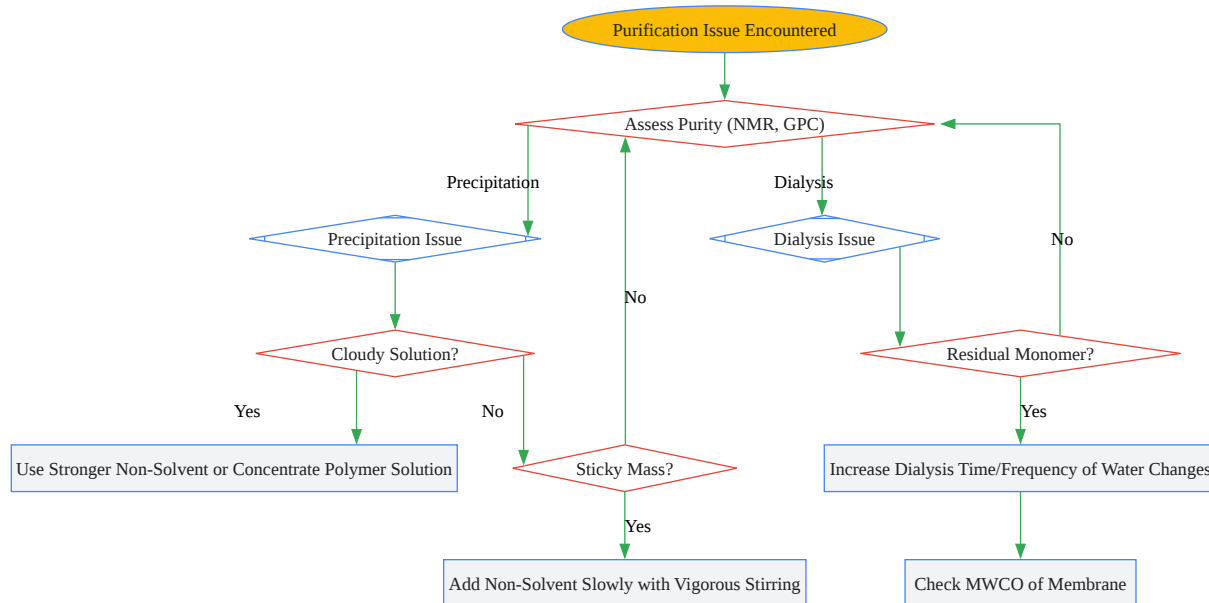 Purification Issue Encountered
Assess Purity (NMR, GPC)
Precipitation
Dialysis
Precipitation Issue
Dialysis Issue
No
No
Cloudy Solution?
Residual Monomer?
Yes
No
Yes
Use Stronger Non-Solvent or Concentrate Polymer Solution
Sticky Mass?
Increase Dialysis Time/Frequency of Water Changes
Yes
Add Non-Solvent Slowly with Vigorous Stirring
Check MWCO of Membrane